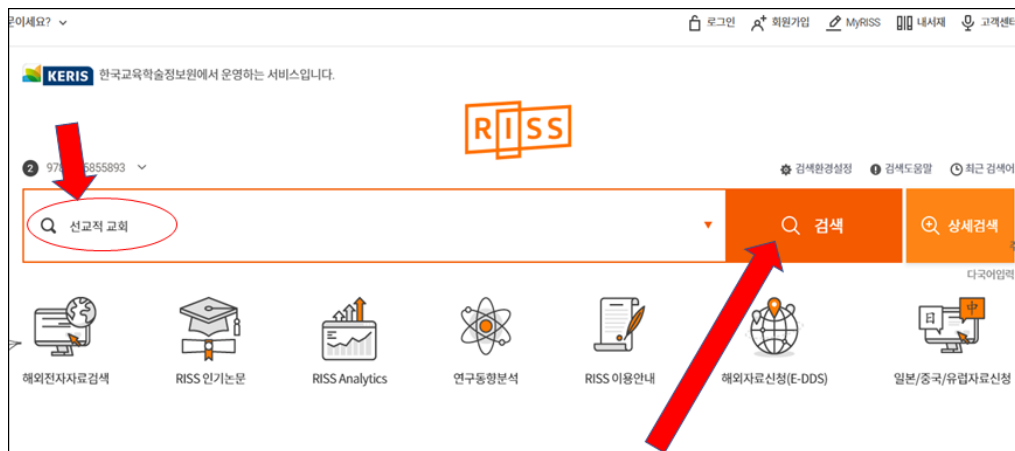 문이세요?
로그인 회원가입 MyRISS 내서재 고객센터
KERIS 한국교육학술정보원에서 운영하는 서비스입니다.
RISS
2 978 5855893 검색환경설정 검색도움말 최근 검색어
선교적 교회 검색 상세검색
다국어입력
해외전자자료검색 RISS 인기논문 RISS Analytics 연구동향분석 RISS 이용안내 해외자료신청(E-DDS) 일본/중국/유럽자료신청